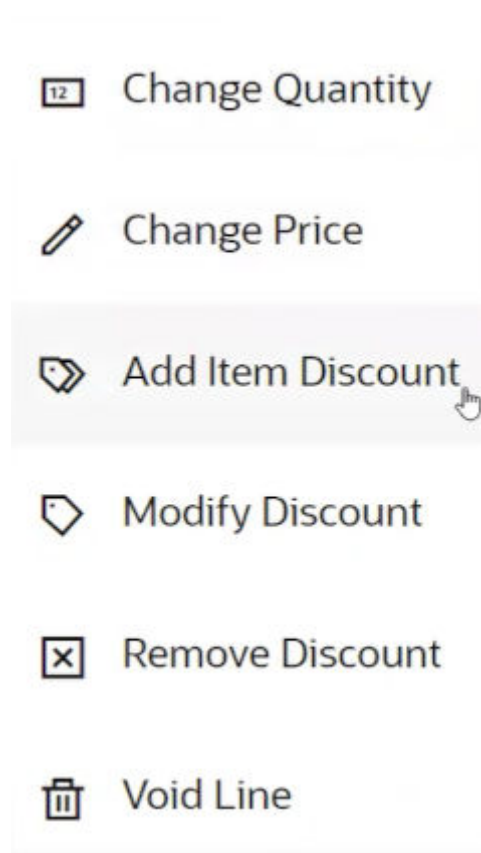 12
Change Quantity
Change Price
Add Item Discount
Modify Discount
Remove Discount
Void Line